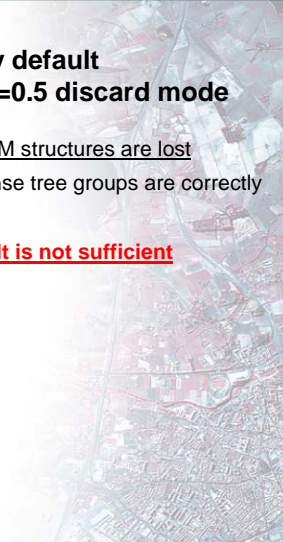 default
=0.5 discard mode
M structures are lost
se tree groups are correctly
lt is not sufficient